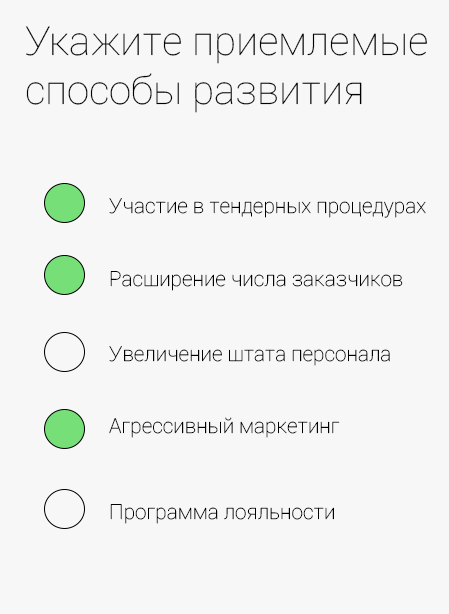 Укажите приемлемые
способы развития
Участие в тендерных процедурах
Расширение числа заказчиков
Увеличение штата персонала
Агрессивный маркетинг
Программа лояльности